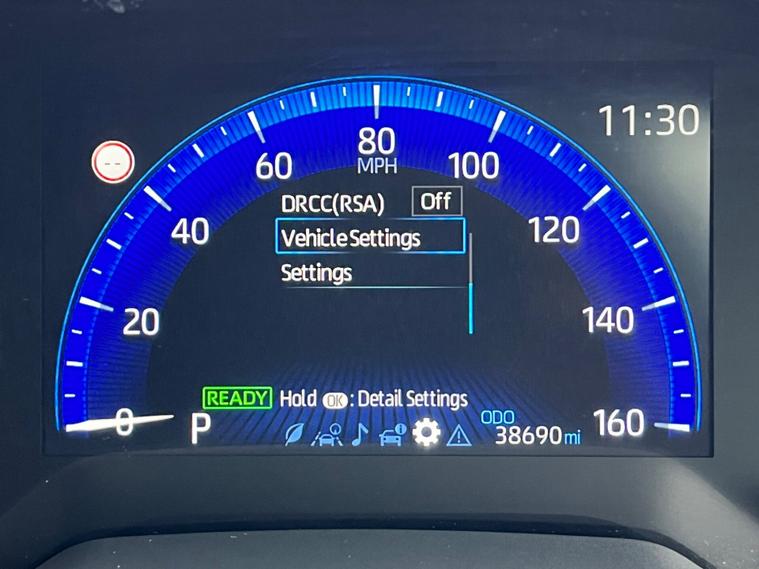 11:30
80
MPH
60
100
--
DRCC(RSA) Off
40
Vehicle Settings
120
Settings
20
140
READY Hold OK : Detail Settings
0
P
ODO
38690 mi
160